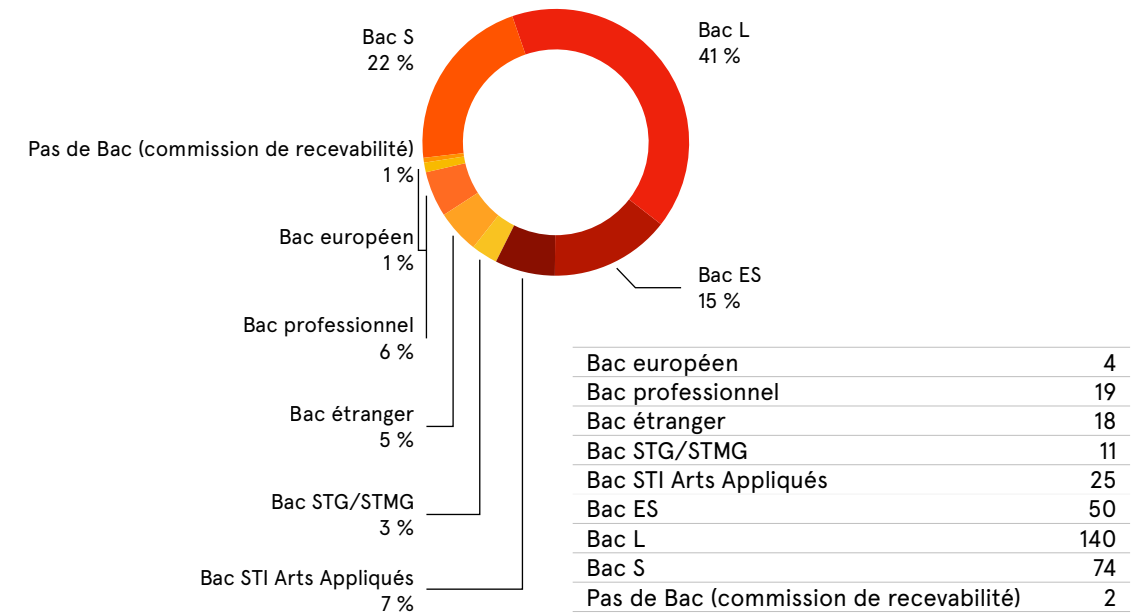 Bac S
22 %
Bac L
41 %
Pas de Bac (commission de recevabilité)
1 %
Bac européen
1 %
Bac ES
15 %
Bac professionnel
6 %
Bac étranger
5 %
Bac STG/STMG
3 %
Bac STI Arts Appliqués
7 %
Bac européen 4
Bac professionnel 19
Bac étranger 18
Bac STG/STMG 11
Bac STI Arts Appliqués 25
Bac ES 50
Bac L 140
Bac S 74
Pas de Bac (commission de recevabilité) 2